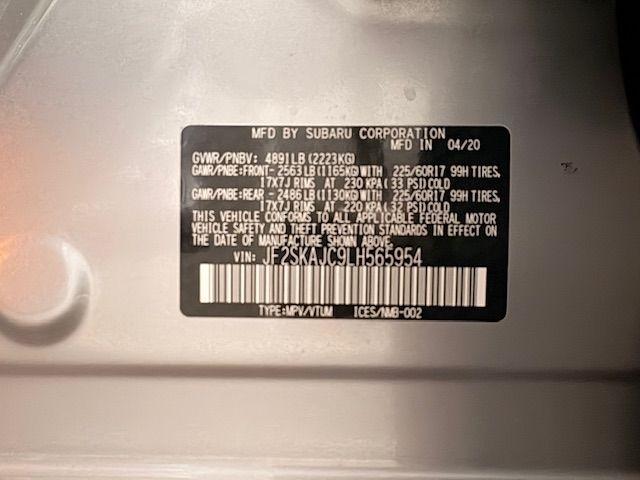 MFD BY SUBARU CORPORATION
MFD IN 04/20
GVWR/PNBV: 4891LB(2223KG)
GAWR/PNBE:FRONT-2563LB(1165KG)WITH 225/60R17 99H TIRES,
17X7J RIMS AT 230 KPA(33 PSI)COLD
GAWR/PNBE:REAR -2486LB(1130KG)WITH 225/60R17 99H TIRES,
17X7J RIMS AT 220 KPA(32 PSI)COLD
THIS VEHICLE CONFORMS TO ALL APPLICABLE FEDERAL MOTOR
VEHICLE SAFETY AND THEFT PREVENTION STANDARDS IN EFFECT ON
THE DATE OF MANUFACTURE SHOWN ABOVE.
VIN: JF2SKAJC9LH565954
TYPE:MPV/VTUM ICES/NMB-002